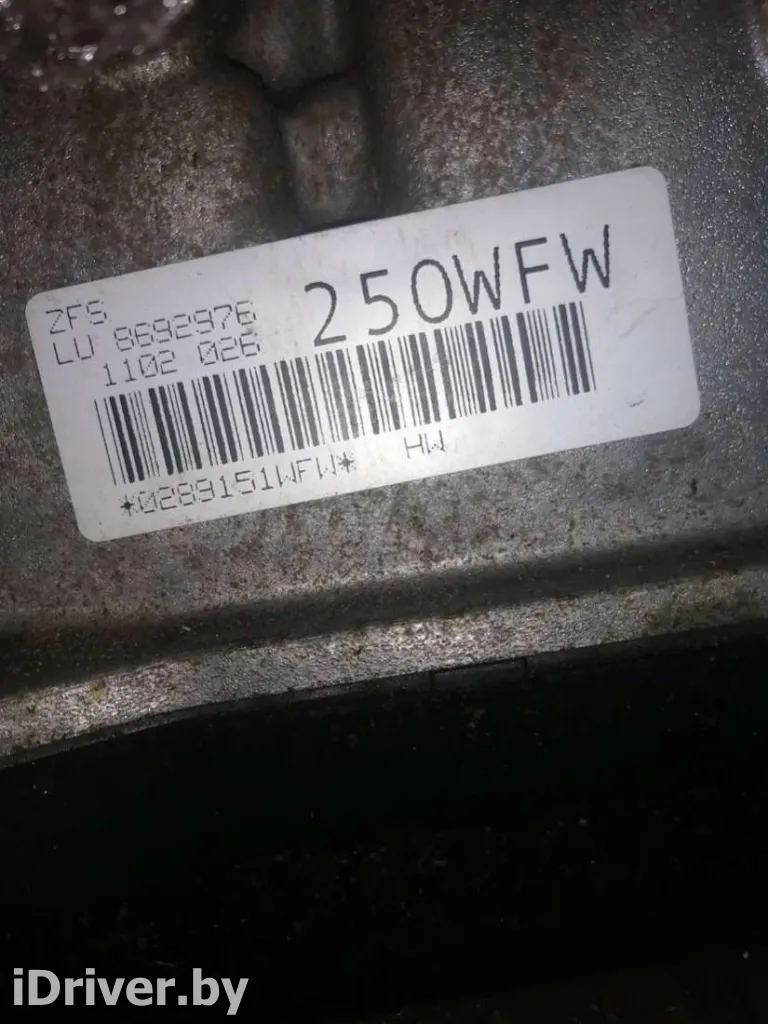 ZFS
LU 8692976 250WFW
1102 026
*0289151WFW* HW
iDriver.by